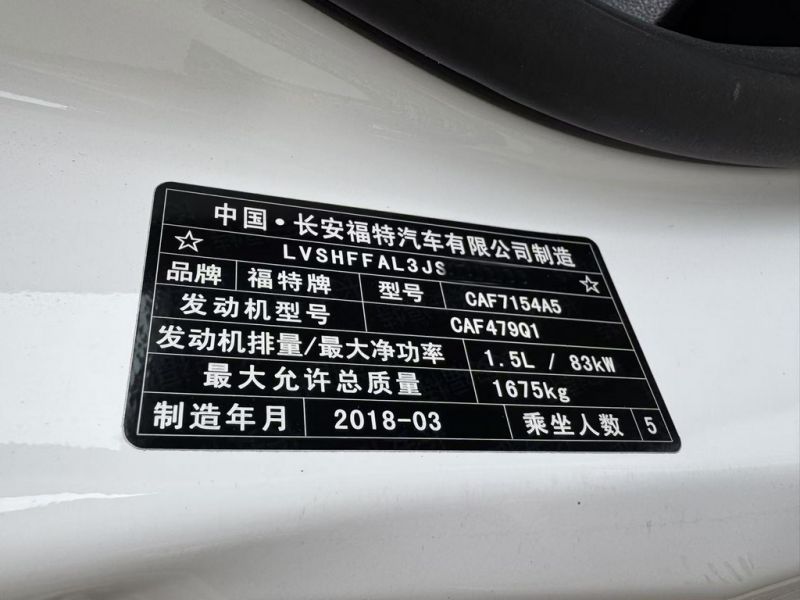 中国·长安福特汽车有限公司制造
☆ LVSHFFAL3JS ☆
品牌 福特牌 型号 CAF7154A5
发动机型号 CAF479Q1
发动机排量/最大净功率 1.5L / 83kW
最大允许总质量 1675kg
制造年月 2018-03 乘坐人数 5